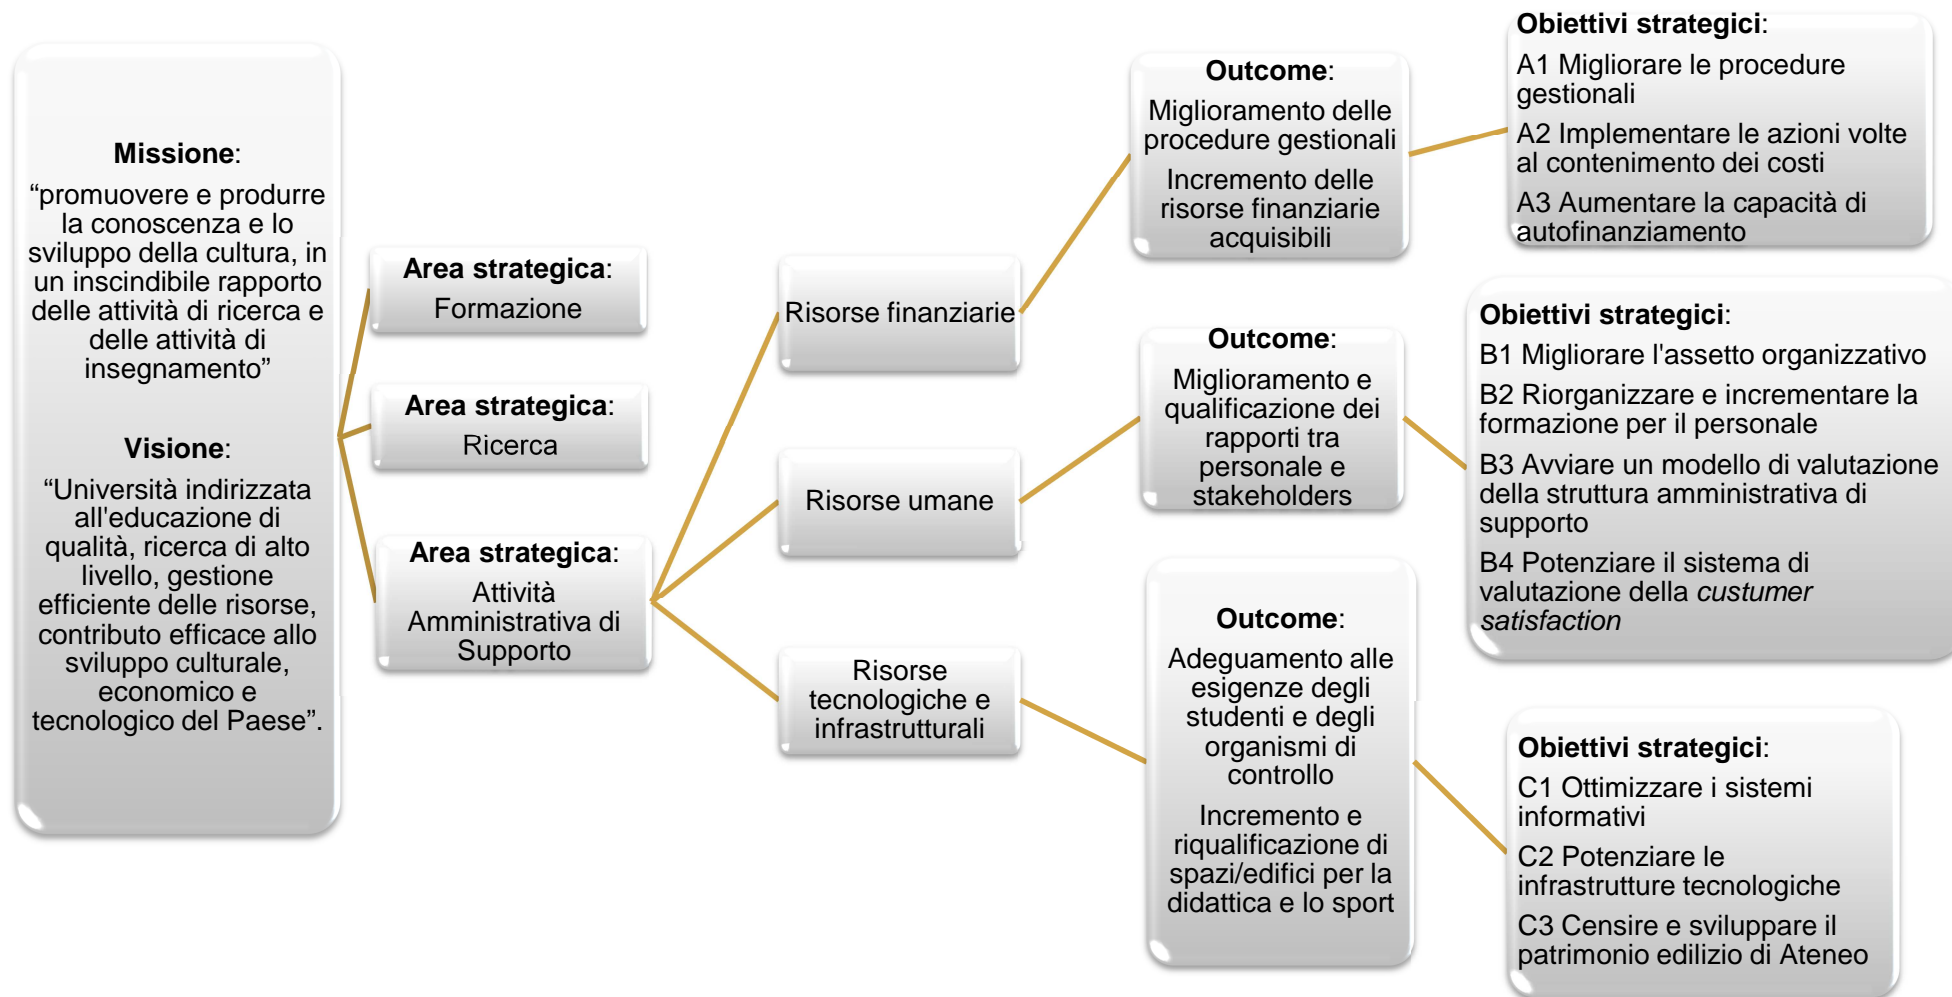 Missione:
“promuovere e produrre
la conoscenza e lo
sviluppo della cultura, in
un inscindibile rapporto
delle attività di ricerca e
delle attività di
insegnamento”
Visione:
“Università indirizzata
all'educazione di
qualità, ricerca di alto
livello, gestione
efficiente delle risorse,
contributo efficace allo
sviluppo culturale,
economico e
tecnologico del Paese”.
Area strategica:
Formazione
Area strategica:
Ricerca
Area strategica:
Attività
Amministrativa di
Supporto
Risorse finanziarie
Risorse umane
Risorse
tecnologiche e
infrastrutturali
Outcome:
Miglioramento delle
procedure gestionali
Incremento delle
risorse finanziarie
acquisibili
Outcome:
Miglioramento e
qualificazione dei
rapporti tra
personale e
stakeholders
Outcome:
Adeguamento alle
esigenze degli
studenti e degli
organismi di
controllo
Incremento e
riqualificazione di
spazi/edifici per la
didattica e lo sport
Obiettivi strategici:
A1 Migliorare le procedure
gestionali
A2 Implementare le azioni volte
al contenimento dei costi
A3 Aumentare la capacità di
autofinanziamento
Obiettivi strategici:
B1 Migliorare l'assetto organizzativo
B2 Riorganizzare e incrementare la
formazione per il personale
B3 Avviare un modello di valutazione
della struttura amministrativa di
supporto
B4 Potenziare il sistema di
valutazione della custumer
satisfaction
Obiettivi strategici:
C1 Ottimizzare i sistemi
informativi
C2 Potenziare le
infrastrutture tecnologiche
C3 Censire e sviluppare il
patrimonio edilizio di Ateneo